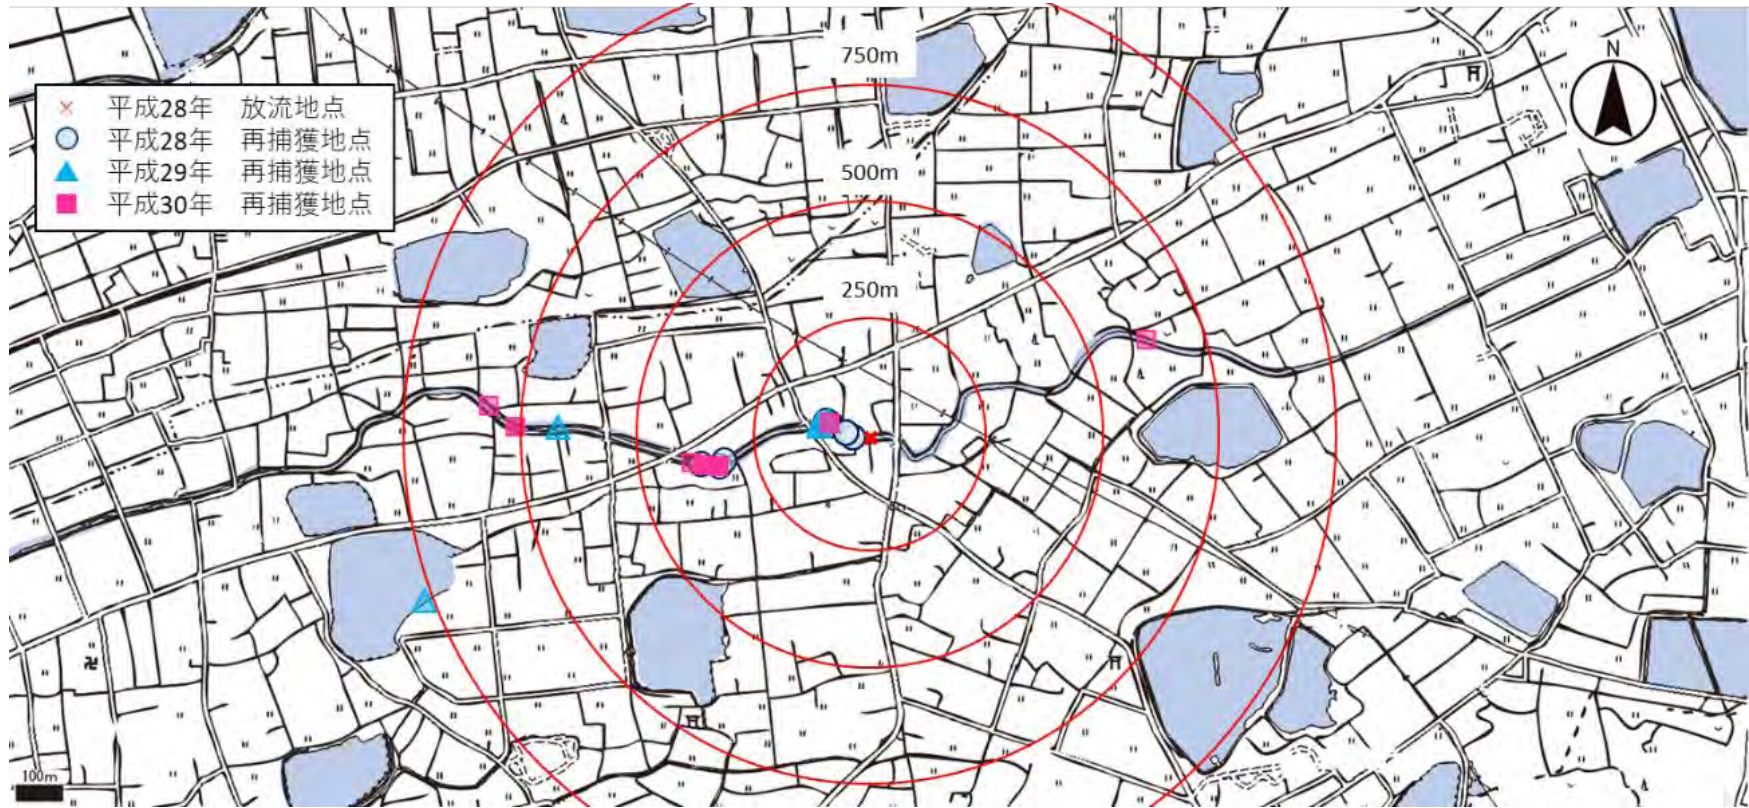 750m
N
× 平成28年 放流地点
平成28年 再捕獲地点
平成29年 再捕獲地点
平成30年 再捕獲地点
500m
250m
100m